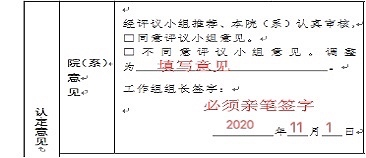 经评议小组推荐、本院（系）认真审核，
□同意评议小组意见。
□不同意评议小组意见。调整
为填写意见。
工作组组长签字：
必须亲笔签字
2020年11月1日
院（系）
意
见
认定意见